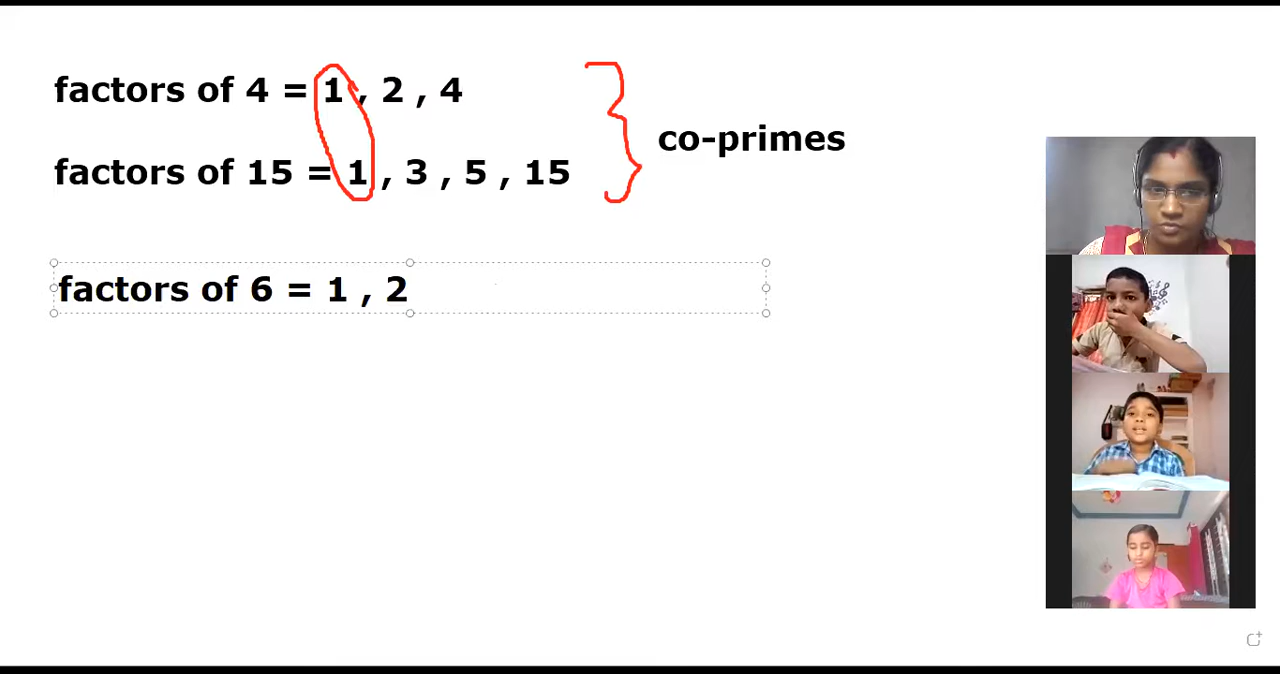 factors of 4 = 1 , 2 , 4
co-primes
factors of 15 = 1 , 3 , 5 , 15
factors of 6 = 1 , 2